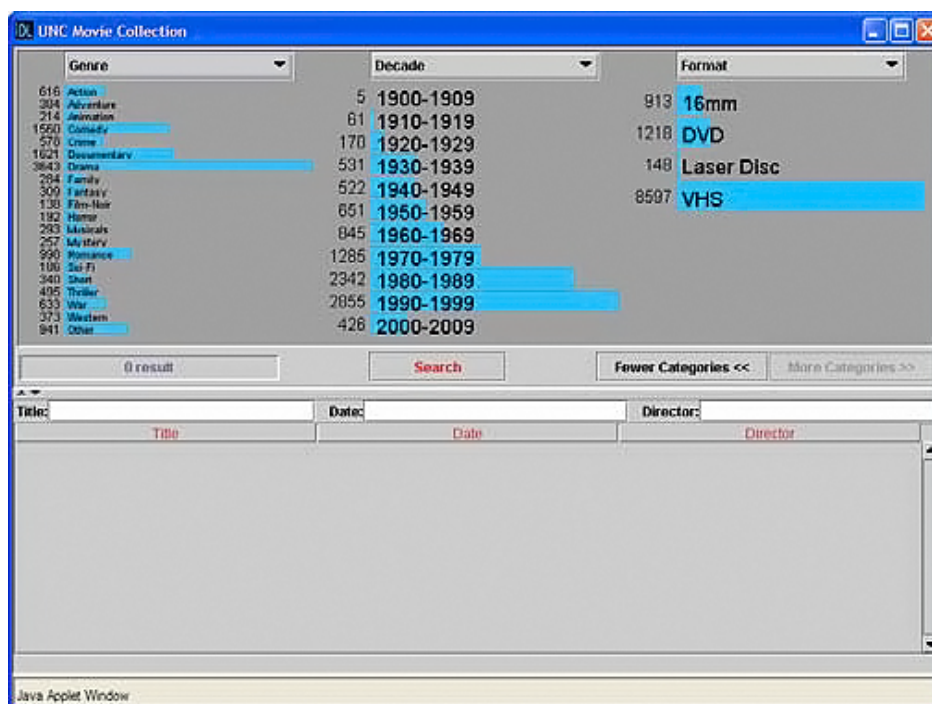 UNC Movie Collection
Genre Decade Format
616 Action
384 Adventure
214 Animation
1560 Comedy
578 Crime
1621 Documentary
3643 Drama
284 Family
309 Fantasy
138 Film-Noir
192 Horror
293 Musicals
257 Mystery
990 Romance
186 Sci-Fi
340 Short
495 Thriller
633 War
373 Western
941 Other
5 1900-1909
61 1910-1919
170 1920-1929
531 1930-1939
522 1940-1949
651 1950-1959
845 1960-1969
1285 1970-1979
2342 1980-1989
2855 1990-1999
426 2000-2009
913 16mm
1218 DVD
148 Laser Disc
8597 VHS
0 result Search Fewer Categories << More Categories >>
Title: Date: Director:
Title Date Director
Java Applet Window